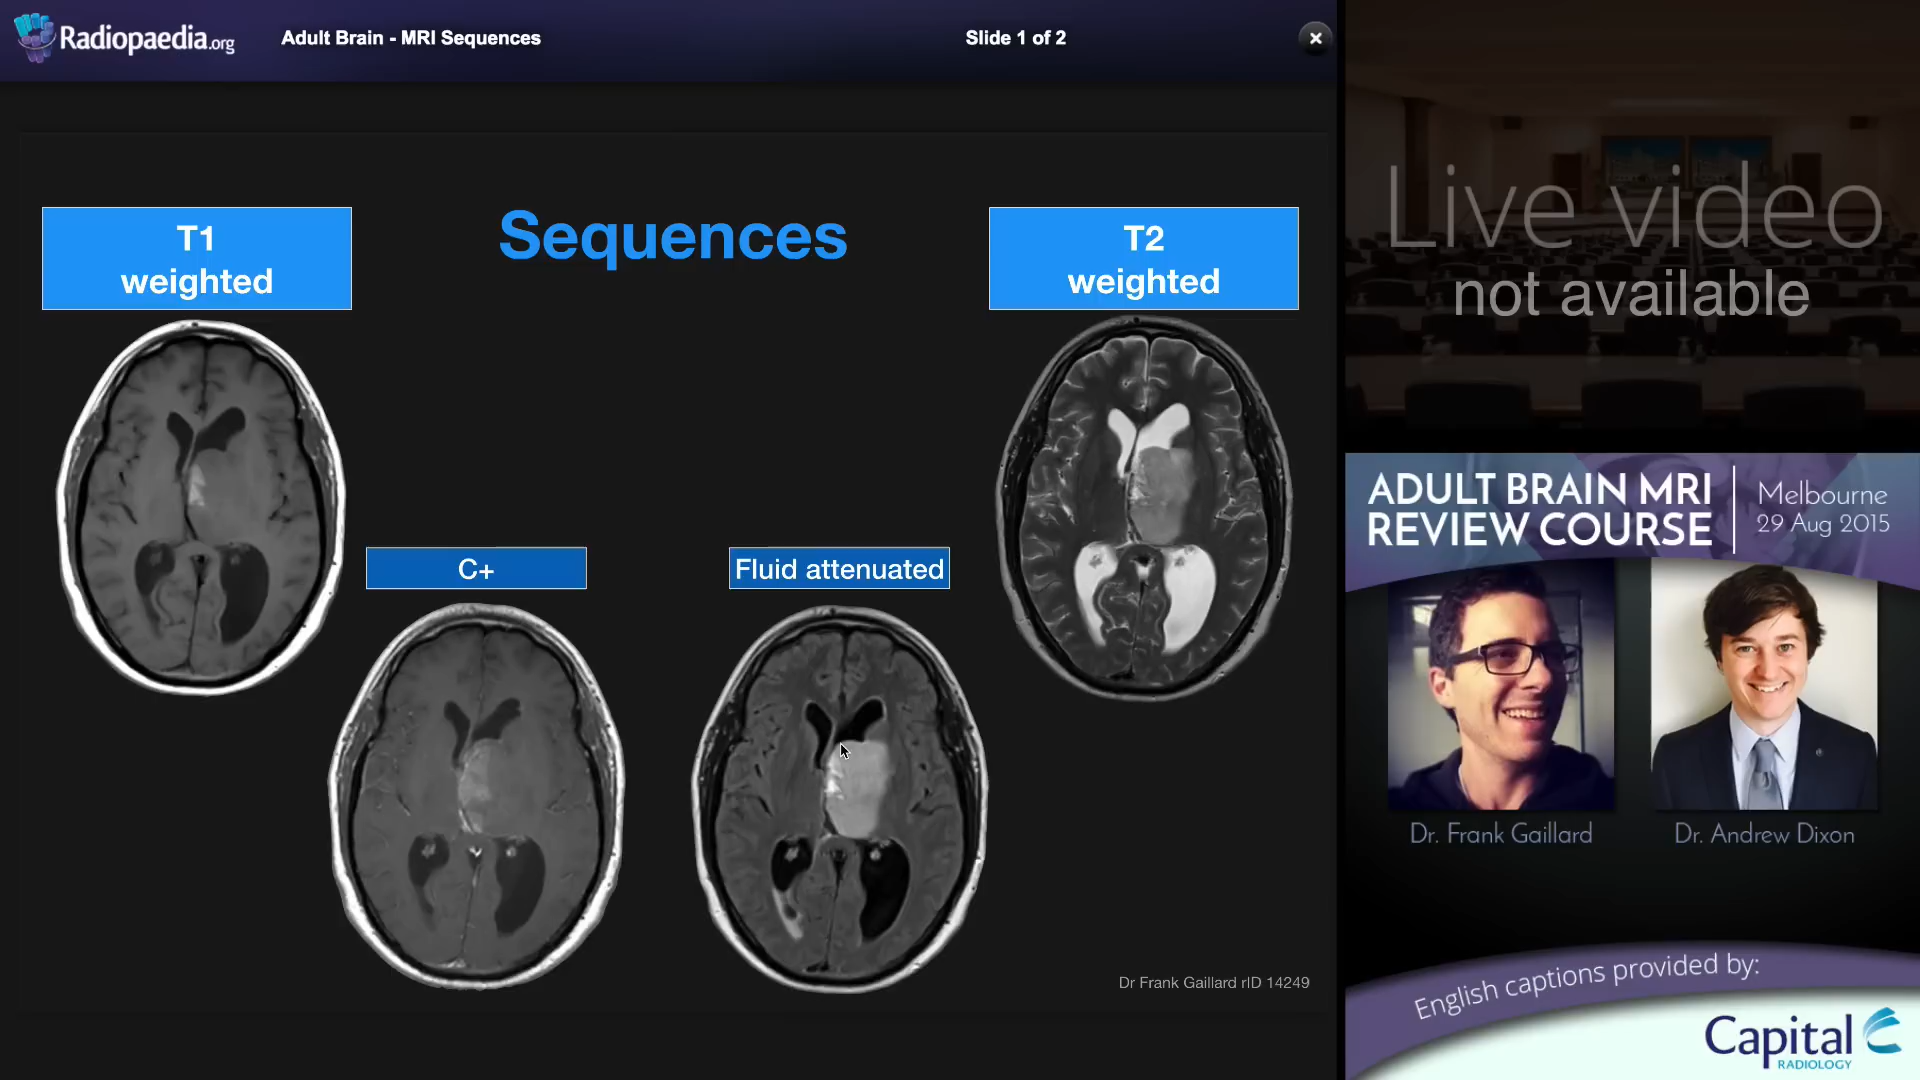 Radiopaedia.org
Adult Brain - MRI Sequences
Slide 1 of 2
Sequences
T1
weighted
T2
weighted
C+
Fluid attenuated
Dr Frank Gaillard rID 14249
Live video
not available
ADULT BRAIN MRI
REVIEW COURSE
Melbourne
29 Aug 2015
Dr. Frank Gaillard
Dr. Andrew Dixon
English captions provided by:
Capital
RADIOLOGY